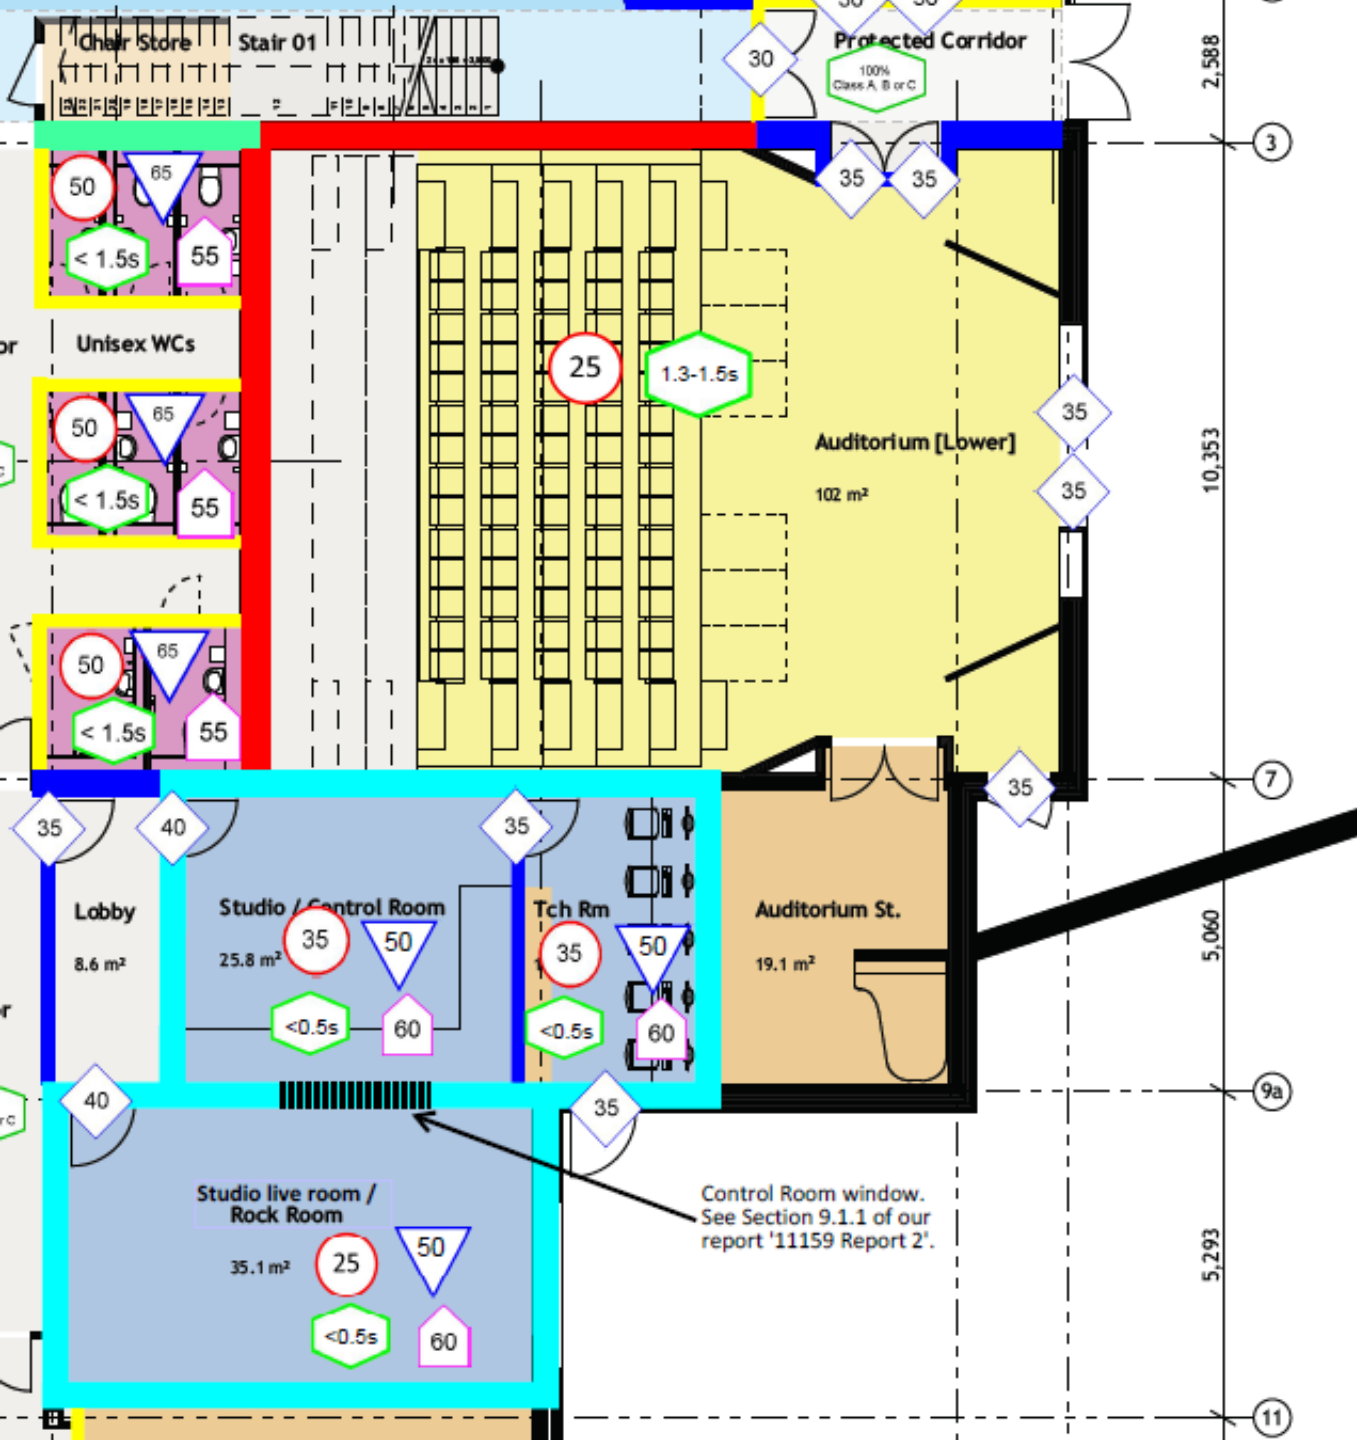 Chair Store
Stair 01
Protected Corridor
30
100%
Class A, B or C
2,588
3
50
65
35
35
< 1.5s
55
Unisex WCs
25
1.3-1.5s
35
50
65
Auditorium [Lower]
102 m²
10,353
< 1.5s
55
35
50
65
< 1.5s
55
7
35
35
40
35
Lobby
8.6 m²
Studio / Control Room
25.8 m²
35
50
<0.5s
60
Tch Rm
35
50
<0.5s
60
Auditorium St.
19.1 m²
5,060
9a
40
35
Studio live room /
Rock Room
35.1 m²
25
50
<0.5s
60
Control Room window.
See Section 9.1.1 of our
report '11159 Report 2'.
5,293
11